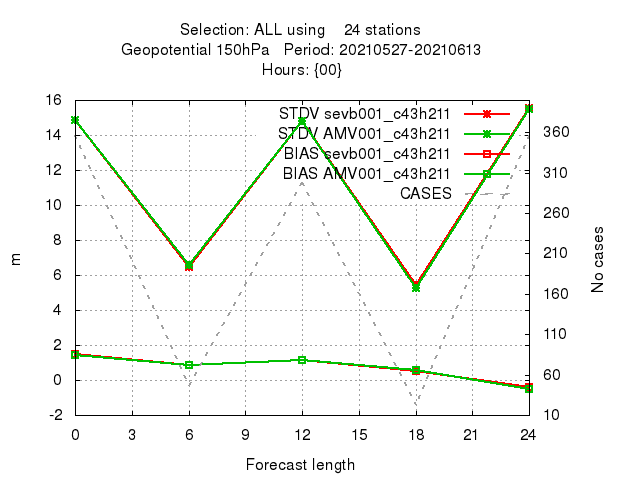 Selection: ALL using    24 stations
Geopotential 150hPa   Period: 20210527-20210613
Hours: {00}
STDV sevb001_c43h211
STDV AMV001_c43h211
BIAS sevb001_c43h211
BIAS AMV001_c43h211
CASES
16
14
12
10
8
6
4
2
0
-2
m
360
310
260
210
160
110
60
10
No cases
0 3 6 9 12 15 18 21 24
Forecast length